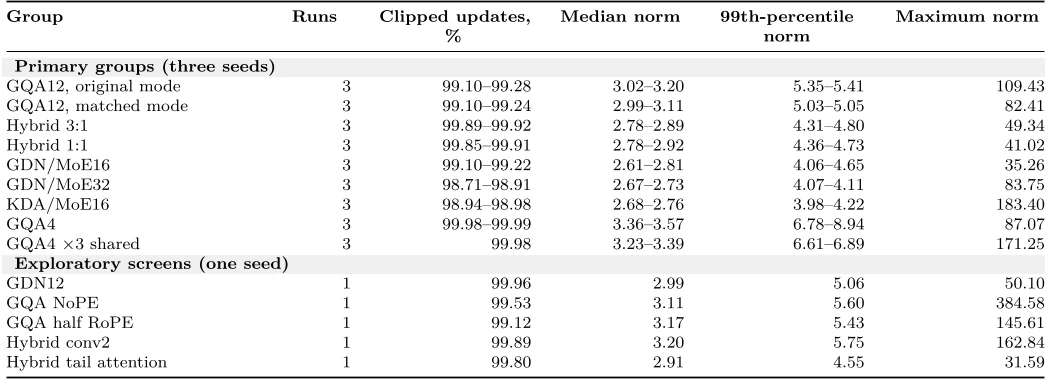 Group Runs Clipped updates, % Median norm 99th-percentile norm Maximum norm
Primary groups (three seeds)
GQA12, original mode 3 99.10–99.28 3.02–3.20 5.35–5.41 109.43
GQA12, matched mode 3 99.10–99.24 2.99–3.11 5.03–5.05 82.41
Hybrid 3:1 3 99.89–99.92 2.78–2.89 4.31–4.80 49.34
Hybrid 1:1 3 99.85–99.91 2.78–2.92 4.36–4.73 41.02
GDN/MoE16 3 99.10–99.22 2.61–2.81 4.06–4.65 35.26
GDN/MoE32 3 98.71–98.91 2.67–2.73 4.07–4.11 83.75
KDA/MoE16 3 98.94–98.98 2.68–2.76 3.98–4.22 183.40
GQA4 3 99.98–99.99 3.36–3.57 6.78–8.94 87.07
GQA4 ×3 shared 3 99.98 3.23–3.39 6.61–6.89 171.25
Exploratory screens (one seed)
GDN12 1 99.96 2.99 5.06 50.10
GQA NoPE 1 99.53 3.11 5.60 384.58
GQA half RoPE 1 99.12 3.17 5.43 145.61
Hybrid conv2 1 99.89 3.20 5.75 162.84
Hybrid tail attention 1 99.80 2.91 4.55 31.59